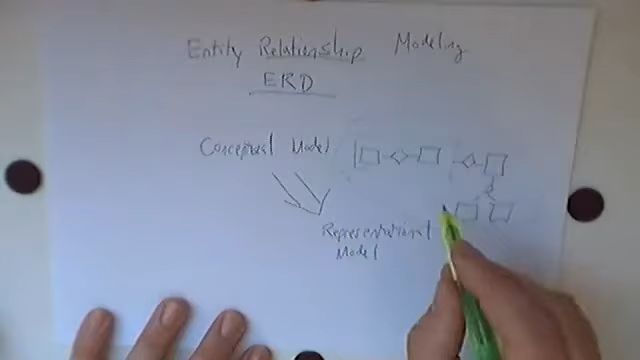 Entity Relationship Modeling
ERD
Conceptual Model
Representational
Model